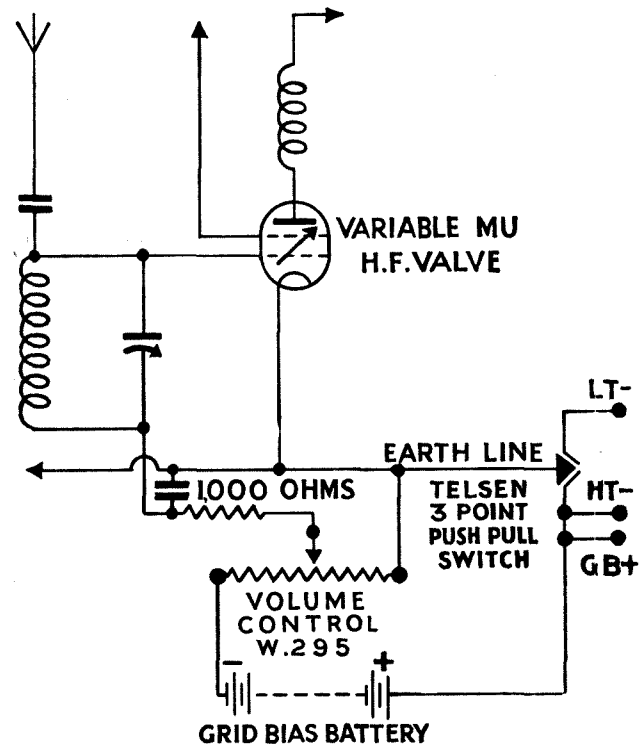 VARIABLE MU
H.F. VALVE
LT-
EARTH LINE
1,000 OHMS
TELSEN
3 POINT
PUSH PULL
SWITCH
HT-
GB+
VOLUME
CONTROL
W.295
- +
GRID BIAS BATTERY